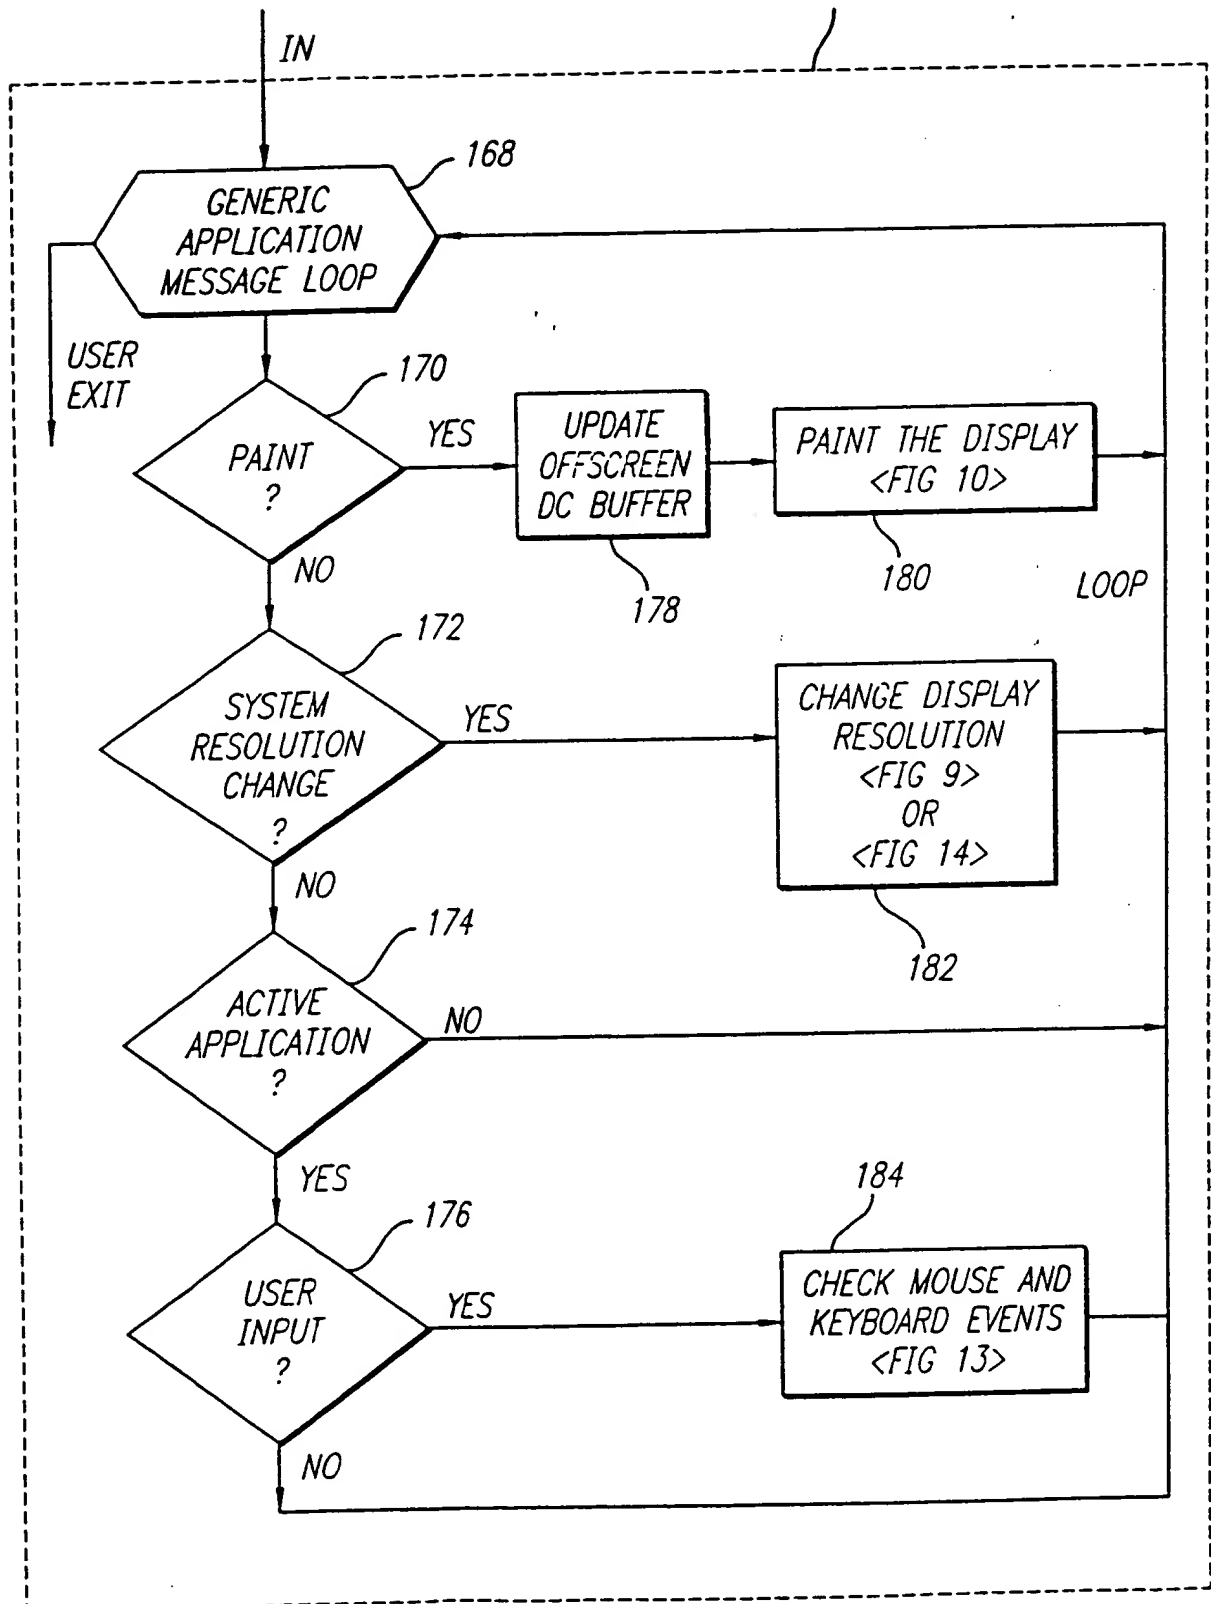 IN
168
GENERIC
APPLICATION
MESSAGE LOOP
USER
EXIT
170
PAINT
?
YES
UPDATE
OFFSCREEN
DC BUFFER
178
PAINT THE DISPLAY
<FIG 10>
180
LOOP
NO
172
SYSTEM
RESOLUTION
CHANGE
?
YES
CHANGE DISPLAY
RESOLUTION
<FIG 9>
OR
<FIG 14>
182
NO
174
ACTIVE
APPLICATION
?
NO
YES
176
USER
INPUT
?
YES
184
CHECK MOUSE AND
KEYBOARD EVENTS
<FIG 13>
NO